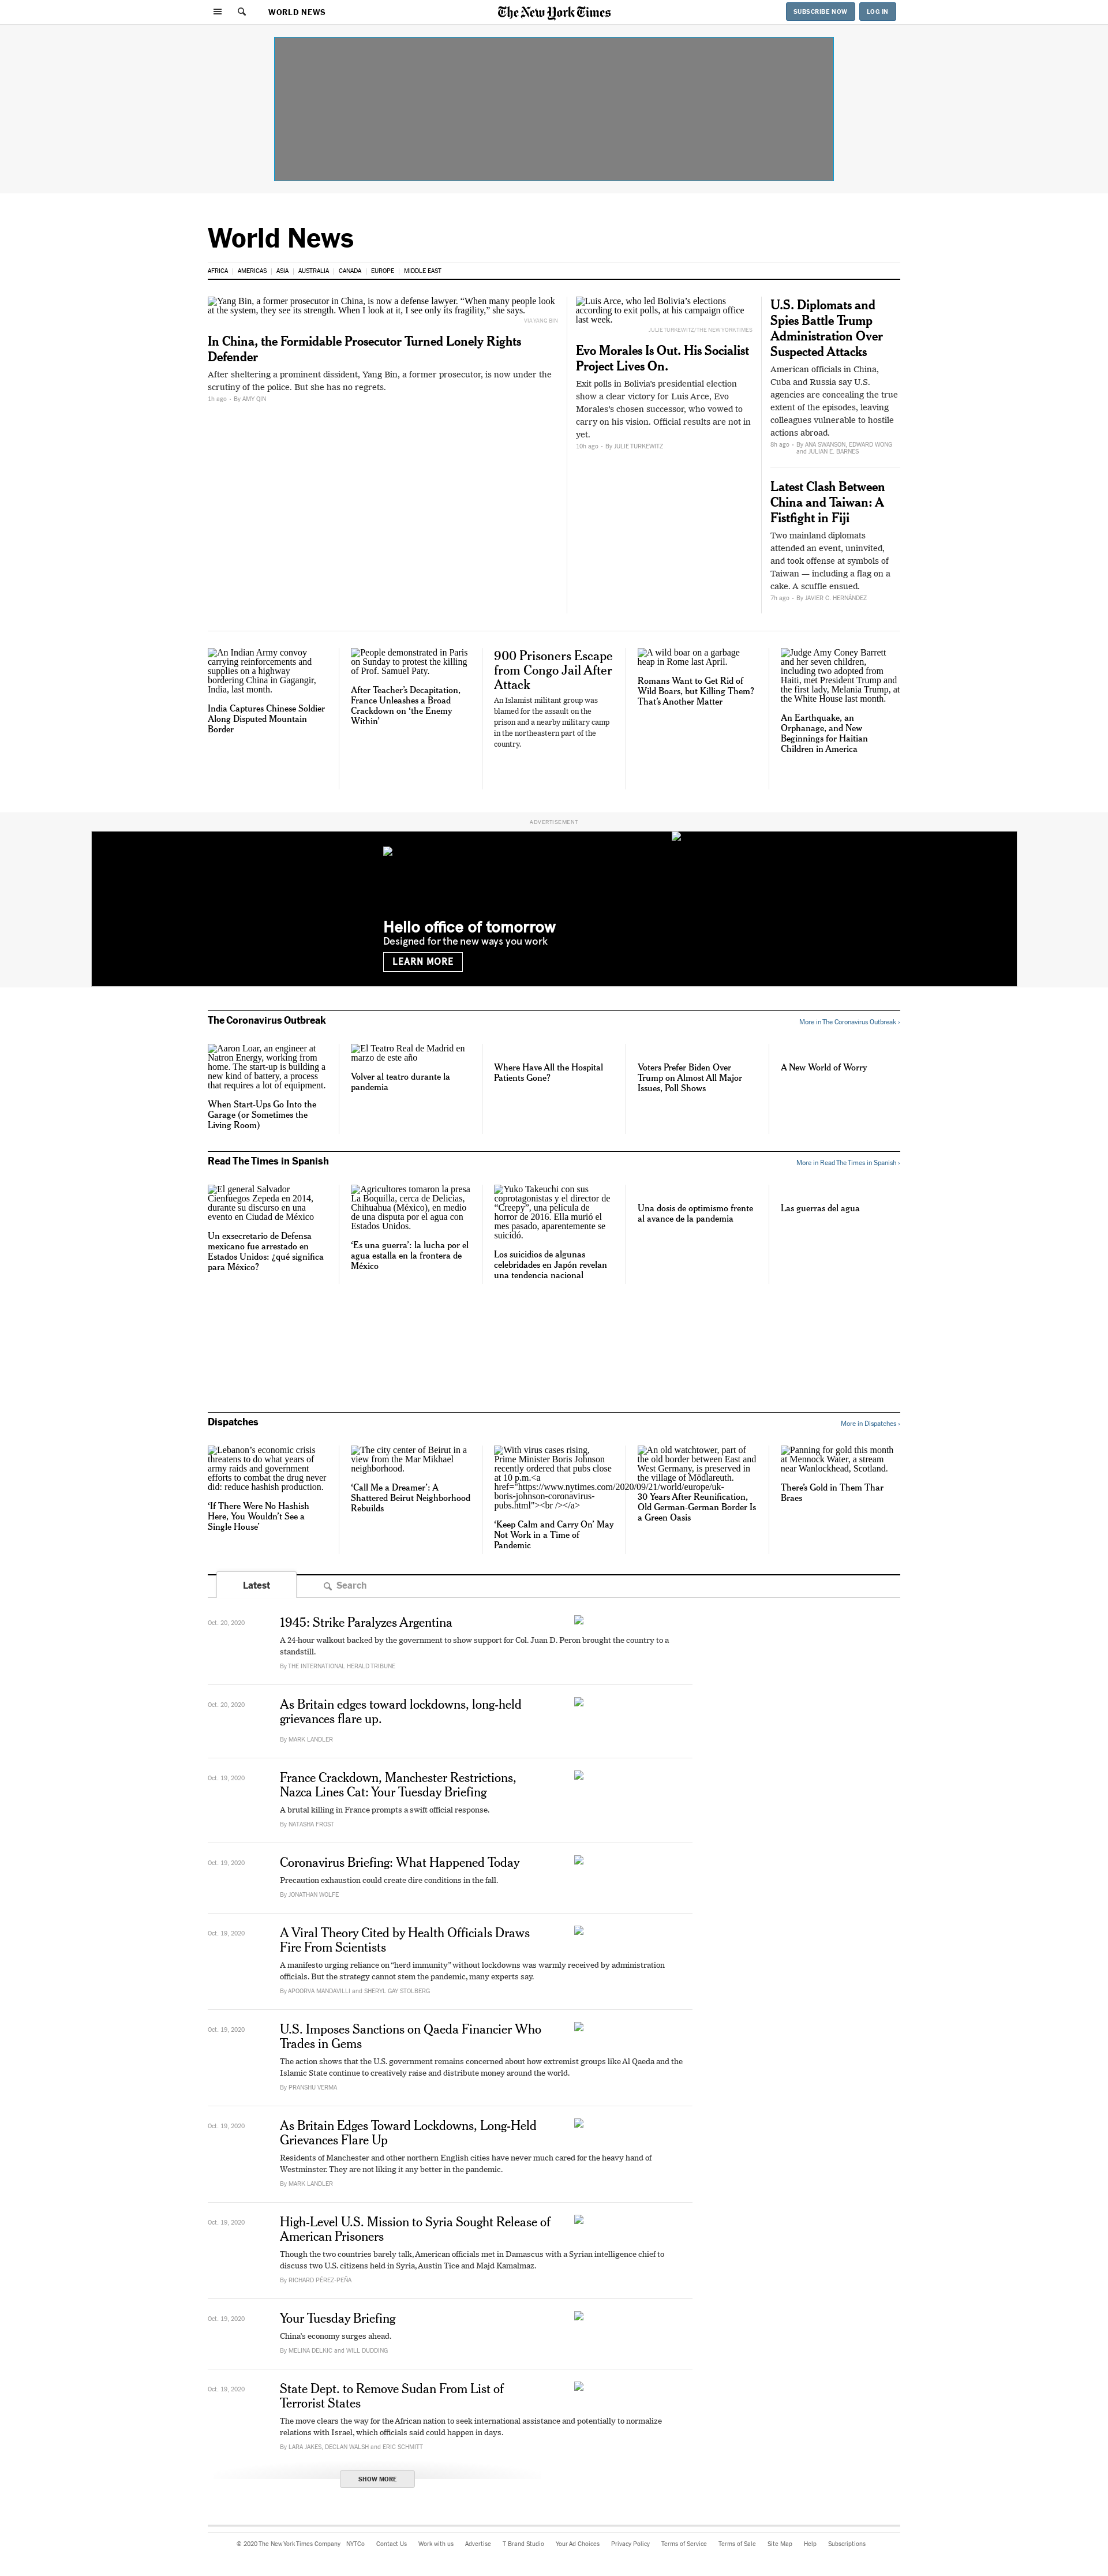 WORLD NEWS
The New York Times
SUBSCRIBE NOW
LOG IN
World News
AFRICA
AMERICAS
ASIA
AUSTRALIA
CANADA
EUROPE
MIDDLE EAST
Yang Bin, a former prosecutor in China, is now a defense lawyer. “When many people look
at the system, they see its strength. When I look at it, I see only its fragility,” she says.
VIA YANG BIN
In China, the Formidable Prosecutor Turned Lonely Rights
Defender
After sheltering a prominent dissident, Yang Bin, a former prosecutor, is now under the
scrutiny of the police. But she has no regrets.
1h ago - By AMY QIN
Luis Arce, who led Bolivia’s elections
according to exit polls, at his campaign office
last week.
JULIE TURKEWITZ/THE NEW YORK TIMES
Evo Morales Is Out. His Socialist
Project Lives On.
Exit polls in Bolivia’s presidential election
show a clear victory for Luis Arce, Evo
Morales’s chosen successor, who vowed to
carry on his vision. Official results are not in
yet.
10h ago - By JULIE TURKEWITZ
U.S. Diplomats and
Spies Battle Trump
Administration Over
Suspected Attacks
American officials in China,
Cuba and Russia say U.S.
agencies are concealing the true
extent of the episodes, leaving
colleagues vulnerable to hostile
actions abroad.
8h ago - By ANA SWANSON, EDWARD WONG
and JULIAN E. BARNES
Latest Clash Between
China and Taiwan: A
Fistfight in Fiji
Two mainland diplomats
attended an event, uninvited,
and took offense at symbols of
Taiwan — including a flag on a
cake. A scuffle ensued.
7h ago - By JAVIER C. HERNÁNDEZ
An Indian Army convoy
carrying reinforcements and
supplies on a highway
bordering China in Gagangir,
India, last month.
India Captures Chinese Soldier
Along Disputed Mountain
Border
People demonstrated in Paris
on Sunday to protest the killing
of Prof. Samuel Paty.
After Teacher’s Decapitation,
France Unleashes a Broad
Crackdown on ‘the Enemy
Within’
900 Prisoners Escape
from Congo Jail After
Attack
An Islamist militant group was
blamed for the assault on the
prison and a nearby military camp
in the northeastern part of the
country.
A wild boar on a garbage
heap in Rome last April.
Romans Want to Get Rid of
Wild Boars, but Killing Them?
That’s Another Matter
Judge Amy Coney Barrett
and her seven children,
including two adopted from
Haiti, met President Trump and
the first lady, Melania Trump, at
the White House last month.
An Earthquake, an
Orphanage, and New
Beginnings for Haitian
Children in America
ADVERTISEMENT
Hello office of tomorrow
Designed for the new ways you work
LEARN MORE
The Coronavirus Outbreak
More in The Coronavirus Outbreak ›
Aaron Loar, an engineer at
Natron Energy, working from
home. The start-up is building a
new kind of battery, a process
that requires a lot of equipment.
When Start-Ups Go Into the
Garage (or Sometimes the
Living Room)
El Teatro Real de Madrid en
marzo de este año
Volver al teatro durante la
pandemia
Where Have All the Hospital
Patients Gone?
Voters Prefer Biden Over
Trump on Almost All Major
Issues, Poll Shows
A New World of Worry
Read The Times in Spanish
More in Read The Times in Spanish ›
El general Salvador
Cienfuegos Zepeda en 2014,
durante su discurso en una
evento en Ciudad de México
Un exsecretario de Defensa
mexicano fue arrestado en
Estados Unidos: ¿qué significa
para México?
Agricultores tomaron la presa
La Boquilla, cerca de Delicias,
Chihuahua (México), en medio
de una disputa por el agua con
Estados Unidos.
‘Es una guerra’: la lucha por el
agua estalla en la frontera de
México
Yuko Takeuchi con sus
coprotagonistas y el director de
“Creepy”, una película de
horror de 2016. Ella murió el
mes pasado, aparentemente se
suicidó.
Los suicidios de algunas
celebridades en Japón revelan
una tendencia nacional
Una dosis de optimismo frente
al avance de la pandemia
Las guerras del agua
Dispatches
More in Dispatches ›
Lebanon’s economic crisis
threatens to do what years of
army raids and government
efforts to combat the drug never
did: reduce hashish production.
‘If There Were No Hashish
Here, You Wouldn’t See a
Single House’
The city center of Beirut in a
view from the Mar Mikhael
neighborhood.
‘Call Me a Dreamer’: A
Shattered Beirut Neighborhood
Rebuilds
With virus cases rising,
Prime Minister Boris Johnson
recently ordered that pubs close
at 10 p.m.<a
href="https://www.nytimes.com/2020/09/21/world/europe/uk-
boris-johnson-coronavirus-
pubs.html"><br /></a>
‘Keep Calm and Carry On’ May
Not Work in a Time of
Pandemic
An old watchtower, part of
the old border between East and
West Germany, is preserved in
the village of Mödlareuth.
30 Years After Reunification,
Old German-German Border Is
a Green Oasis
Panning for gold this month
at Mennock Water, a stream
near Wanlockhead, Scotland.
There’s Gold in Them Thar
Braes
Latest
Search
Oct. 20, 2020
1945: Strike Paralyzes Argentina
A 24-hour walkout backed by the government to show support for Col. Juan D. Peron brought the country to a
standstill.
By THE INTERNATIONAL HERALD TRIBUNE
Oct. 20, 2020
As Britain edges toward lockdowns, long-held
grievances flare up.
By MARK LANDLER
Oct. 19, 2020
France Crackdown, Manchester Restrictions,
Nazca Lines Cat: Your Tuesday Briefing
A brutal killing in France prompts a swift official response.
By NATASHA FROST
Oct. 19, 2020
Coronavirus Briefing: What Happened Today
Precaution exhaustion could create dire conditions in the fall.
By JONATHAN WOLFE
Oct. 19, 2020
A Viral Theory Cited by Health Officials Draws
Fire From Scientists
A manifesto urging reliance on “herd immunity” without lockdowns was warmly received by administration
officials. But the strategy cannot stem the pandemic, many experts say.
By APOORVA MANDAVILLI and SHERYL GAY STOLBERG
Oct. 19, 2020
U.S. Imposes Sanctions on Qaeda Financier Who
Trades in Gems
The action shows that the U.S. government remains concerned about how extremist groups like Al Qaeda and the
Islamic State continue to creatively raise and distribute money around the world.
By PRANSHU VERMA
Oct. 19, 2020
As Britain Edges Toward Lockdowns, Long-Held
Grievances Flare Up
Residents of Manchester and other northern English cities have never much cared for the heavy hand of
Westminster. They are not liking it any better in the pandemic.
By MARK LANDLER
Oct. 19, 2020
High-Level U.S. Mission to Syria Sought Release of
American Prisoners
Though the two countries barely talk, American officials met in Damascus with a Syrian intelligence chief to
discuss two U.S. citizens held in Syria, Austin Tice and Majd Kamalmaz.
By RICHARD PÉREZ-PEÑA
Oct. 19, 2020
Your Tuesday Briefing
China’s economy surges ahead.
By MELINA DELKIC and WILL DUDDING
Oct. 19, 2020
State Dept. to Remove Sudan From List of
Terrorist States
The move clears the way for the African nation to seek international assistance and potentially to normalize
relations with Israel, which officials said could happen in days.
By LARA JAKES, DECLAN WALSH and ERIC SCHMITT
SHOW MORE
© 2020 The New York Times Company NYTCo Contact Us Work with us Advertise T Brand Studio Your Ad Choices Privacy Policy Terms of Service Terms of Sale Site Map Help Subscriptions